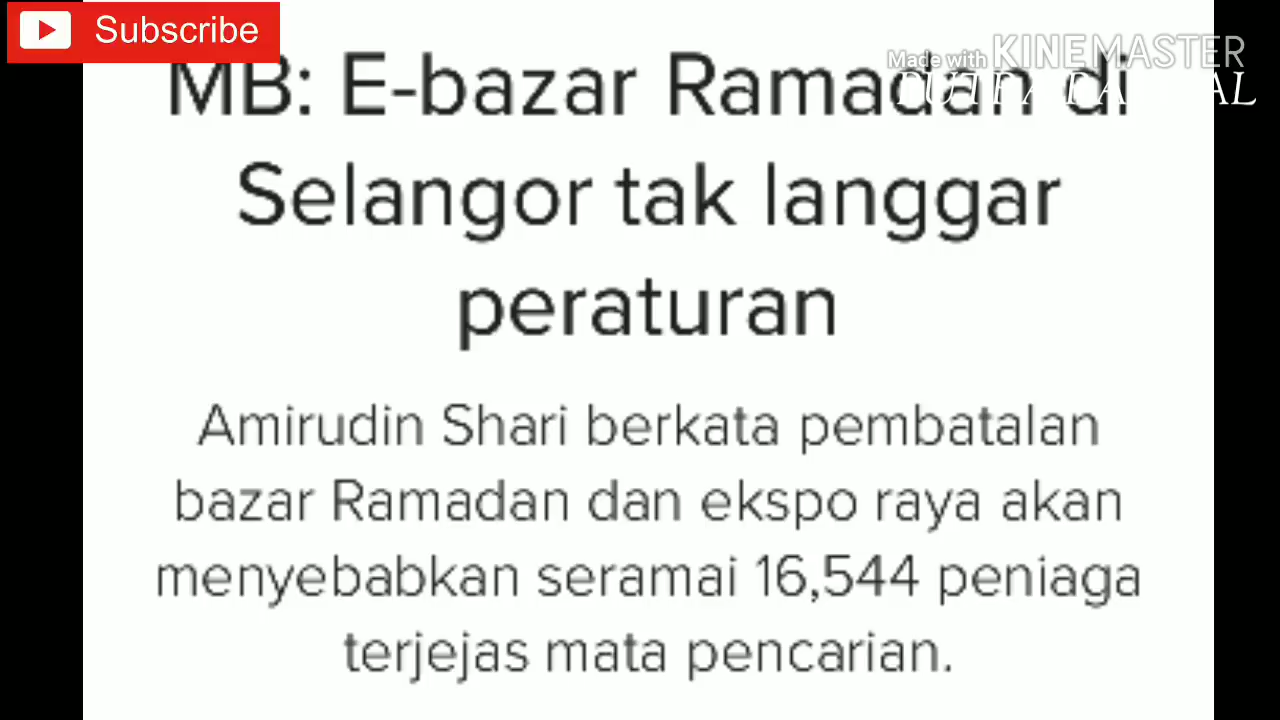 Subscribe
Made with KINEMASTER
MB: E-bazar Ramadan di
Selangor tak langgar
peraturan
Amirudin Shari berkata pembatalan
bazar Ramadan dan ekspo raya akan
menyebabkan seramai 16,544 peniaga
terjejas mata pencarian.